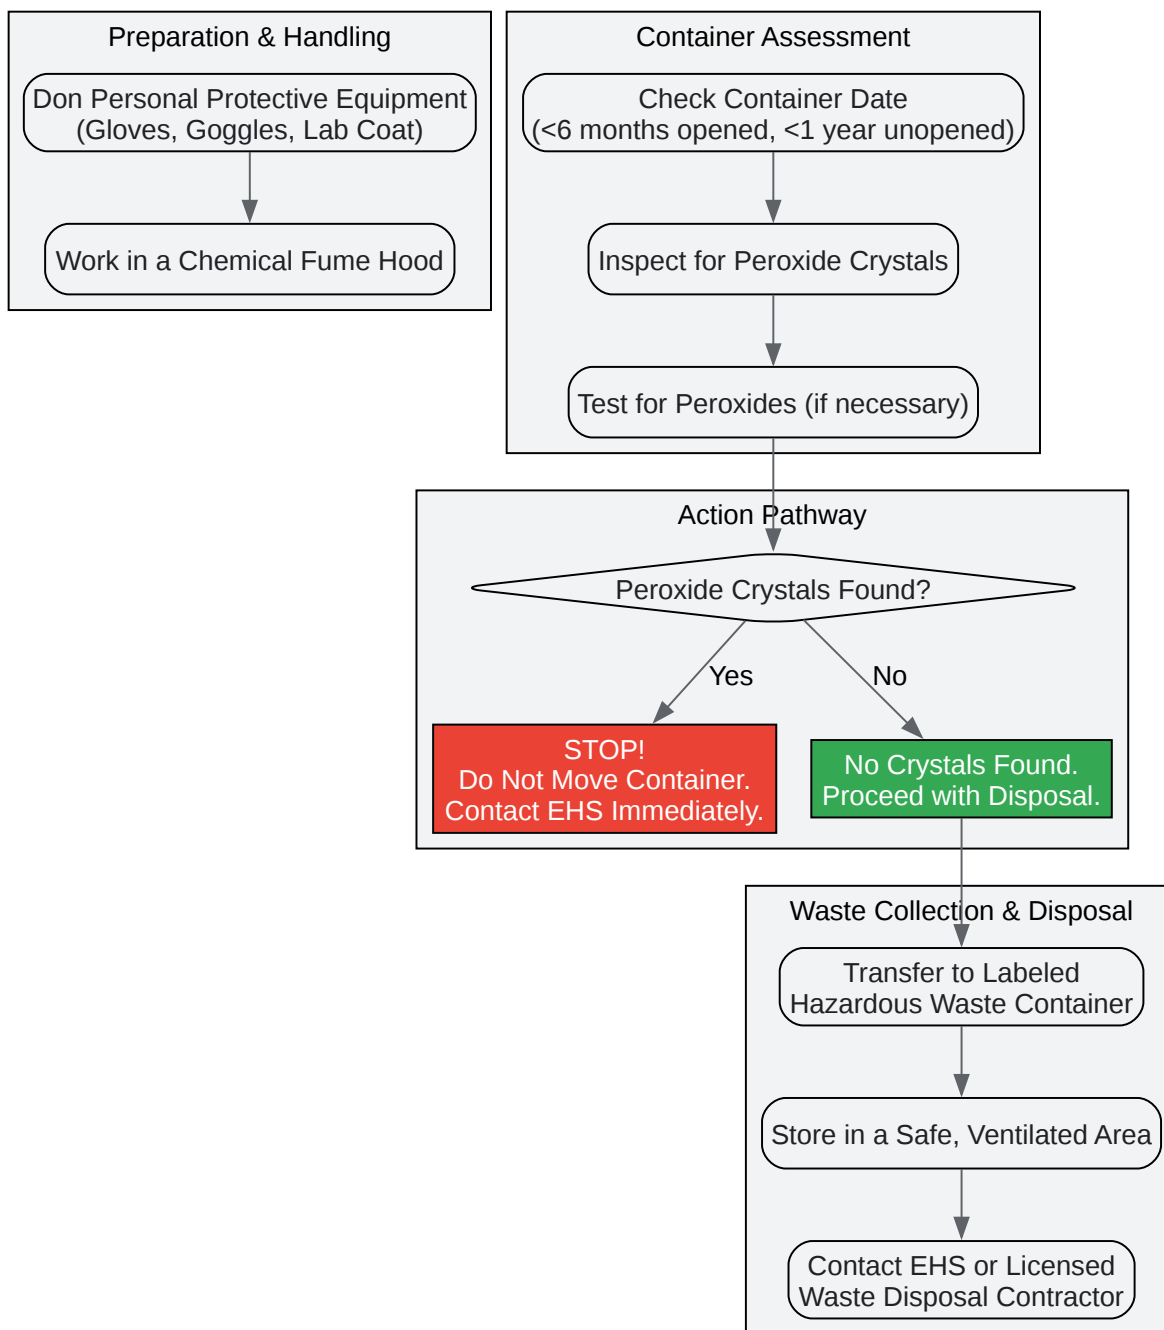 Preparation & Handling
Don Personal Protective Equipment
(Gloves, Goggles, Lab Coat)
Work in a Chemical Fume Hood
Container Assessment
Check Container Date
(<6 months opened, <1 year unopened)
Inspect for Peroxide Crystals
Test for Peroxides (if necessary)
Action Pathway
Peroxide Crystals Found?
Yes
No
STOP!
Do Not Move Container.
Contact EHS Immediately.
No Crystals Found.
Proceed with Disposal.
Waste Collection & Disposal
Transfer to Labeled
Hazardous Waste Container
Store in a Safe, Ventilated Area
Contact EHS or Licensed
Waste Disposal Contractor